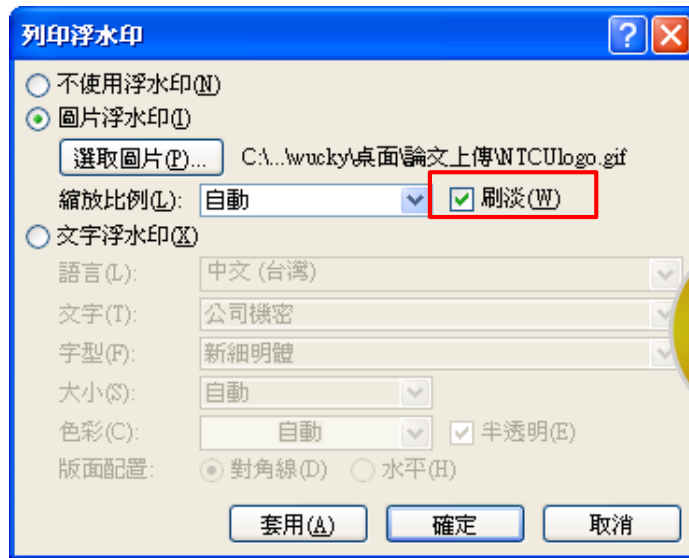 列印浮水印
不使用浮水印(N)
圖片浮水印(I)
選取圖片(P)... C:\...\wucky\桌面\論文上傳\NTCUlogo.gif
縮放比例(L): 自動 刷淡(W)
文字浮水印(X)
語言(L): 中文 (台灣)
文字(T): 公司機密
字型(F): 新細明體
大小(S): 自動
色彩(C): 自動 半透明(E)
版面配置: 對角線(D) 水平(H)
套用(A) 確定 取消